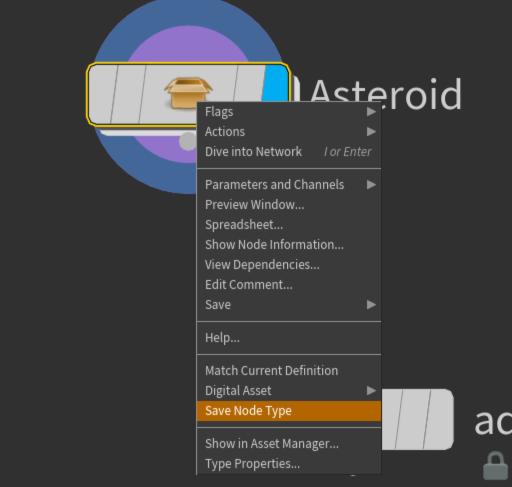 Asteroid
Flags
Actions
Dive into Network I or Enter
Parameters and Channels
Preview Window...
Spreadsheet...
Show Node Information...
View Dependencies...
Edit Comment...
Save
Help...
Match Current Definition
Digital Asset
Save Node Type
Show in Asset Manager...
Type Properties...